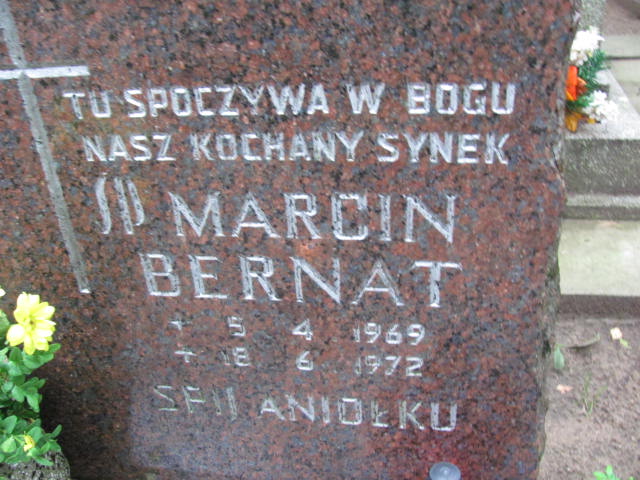 TU SPOCZYWA W BOGU
NASZ KOCHANY SYNEK
ŚP MARCIN
BERNAT
+ 5 4 1969
+ 18 6 1972
ŚPIJ ANIOŁKU